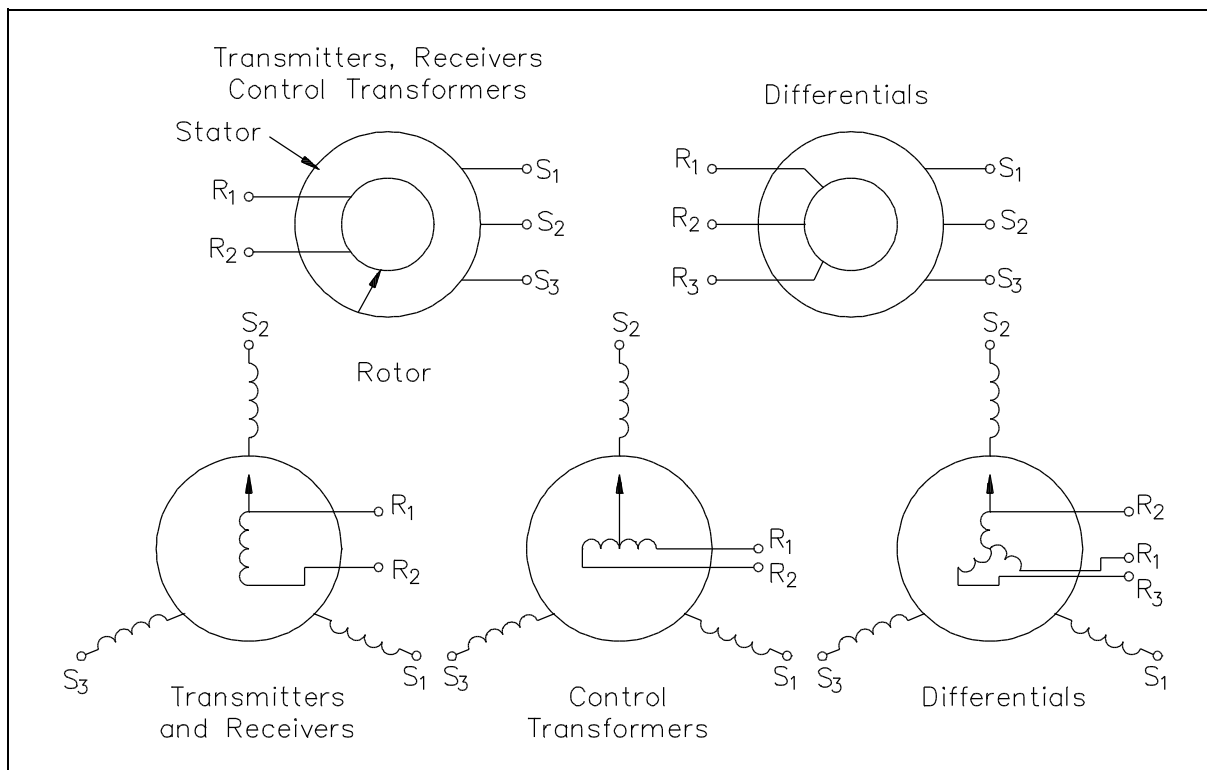 Transmitters, Receivers
Control Transformers
Stator
R1
R2
S1
S2
S3
Rotor
Differentials
R1
R2
R3
S1
S2
S3
S2
R1
R2
S3
S1
Transmitters
and Receivers
S2
R1
R2
S3
S1
Control
Transformers
S2
R2
R1
R3
S3
S1
Differentials